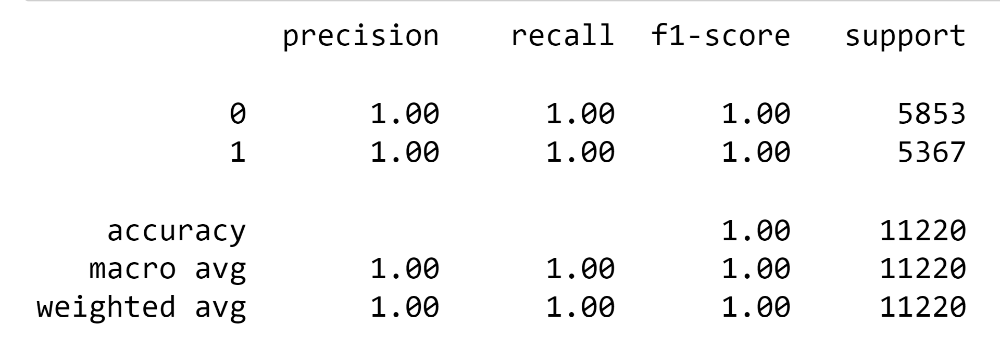 precision recall f1-score support
0 1.00 1.00 1.00 5853
1 1.00 1.00 1.00 5367
accuracy 1.00 11220
macro avg 1.00 1.00 1.00 11220
weighted avg 1.00 1.00 1.00 11220